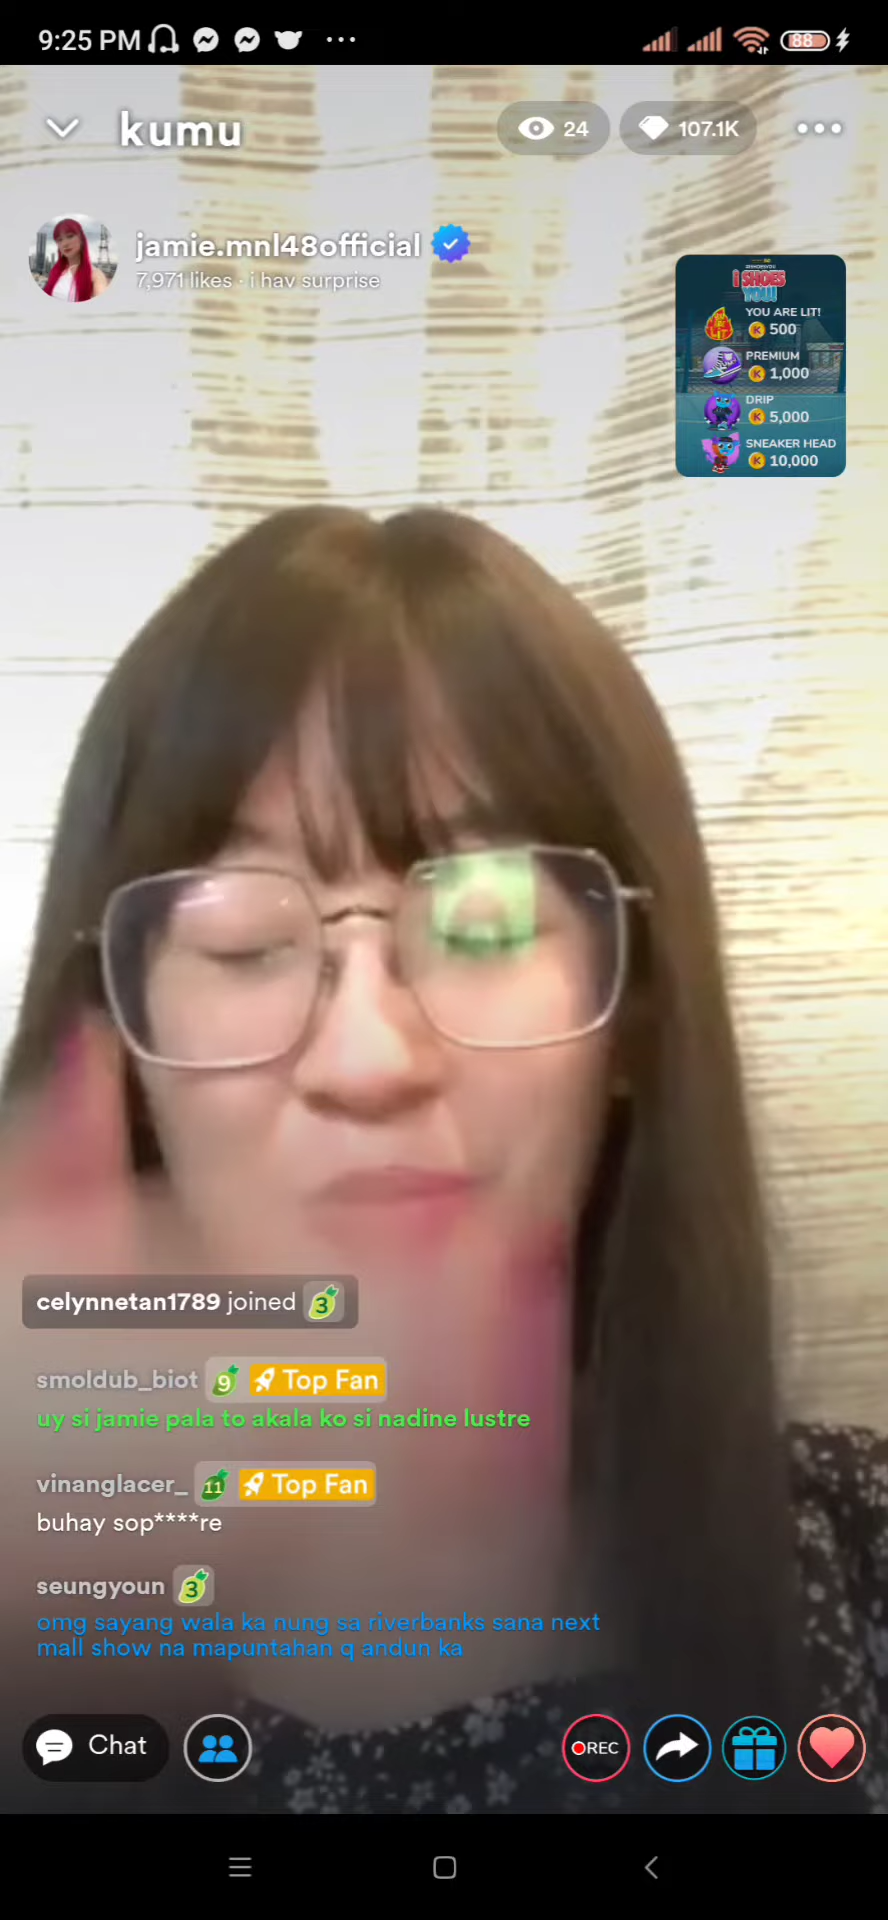 9:25 PM
88
kumu
24
107.1K
jamie.mnl48official
7,971 likes · i hav surprise
I SHOES
YOU!
YOU ARE LIT!
500
PREMIUM
1,000
DRIP
5,000
SNEAKER HEAD
10,000
celynnetan1789 joined 3
smoldub_biot 9 Top Fan
uy si jamie pala to akala ko si nadine lustre
vinanglacer_ 11 Top Fan
buhay sop****re
seungyoun 3
omg sayang wala ka nung sa riverbanks sana next
mall show na mapuntahan q andun ka
Chat
REC